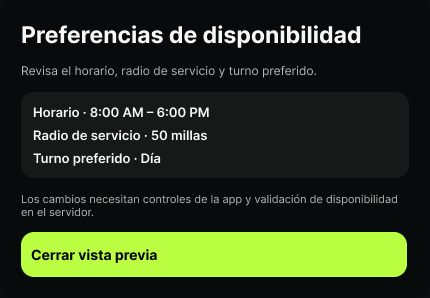 Preferencias de disponibilidad
Revisa el horario, radio de servicio y turno preferido.
Horario · 8:00 AM – 6:00 PM
Radio de servicio · 50 millas
Turno preferido · Día
Los cambios necesitan controles de la app y validación de disponibilidad
en el servidor.
Cerrar vista previa